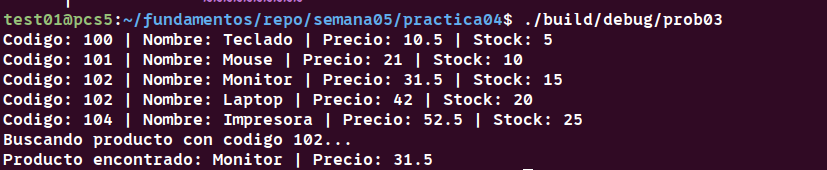 test01@pcs5:~/fundamentos/repo/semana05/practica04$ ./build/debug/prob03
Codigo: 100 | Nombre: Teclado | Precio: 10.5 | Stock: 5
Codigo: 101 | Nombre: Mouse | Precio: 21 | Stock: 10
Codigo: 102 | Nombre: Monitor | Precio: 31.5 | Stock: 15
Codigo: 102 | Nombre: Laptop | Precio: 42 | Stock: 20
Codigo: 104 | Nombre: Impresora | Precio: 52.5 | Stock: 25
Buscando producto con codigo 102...
Producto encontrado: Monitor | Precio: 31.5